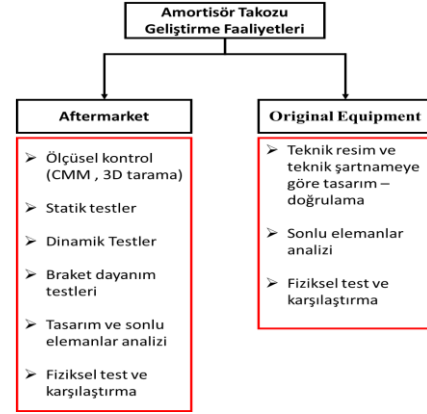 Amortisör Takozu
Geliştirme Faaliyetleri
Aftermarket
➢ Ölçüsel kontrol
(CMM , 3D tarama)
➢ Statik testler
➢ Dinamik Testler
➢ Braket dayanım
testleri
➢ Tasarım ve sonlu
elemanlar analizi
➢ Fiziksel test ve
karşılaştırma
Original Equipment
➢ Teknik resim ve
teknik şartnameye
göre tasarım –
doğrulama
➢ Sonlu elemanlar
analizi
➢ Fiziksel test ve
karşılaştırma